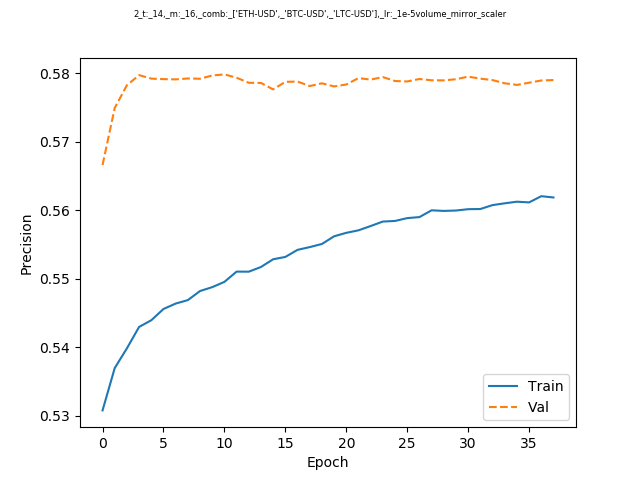 2_t:_14,_m:_16,_comb:_['ETH-USD',_'BTC-USD',_'LTC-USD'],_lr:_1e-5volume_mirror_scaler
0.58
0.57
0.56
0.55
0.54
0.53
Precision
Train
Val
0 5 10 15 20 25 30 35
Epoch